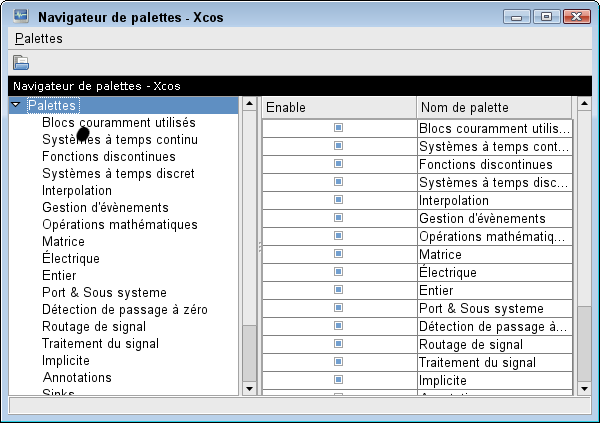 Navigateur de palettes - Xcos
Palettes
Navigateur de palettes - Xcos
Palettes
Blocs couramment utilisés
Systèmes à temps continu
Fonctions discontinues
Systèmes à temps discret
Interpolation
Gestion d'évènements
Opérations mathématiques
Matrice
Électrique
Entier
Port & Sous systeme
Détection de passage à zéro
Routage de signal
Traitement du signal
Implicite
Annotations
Sinks
Enable Nom de palette
Blocs couramment utilis...
Systèmes à temps cont...
Fonctions discontinues
Systèmes à temps disc...
Interpolation
Gestion d'évènements
Opérations mathématiq...
Matrice
Électrique
Entier
Port & Sous systeme
Détection de passage à...
Routage de signal
Traitement du signal
Implicite